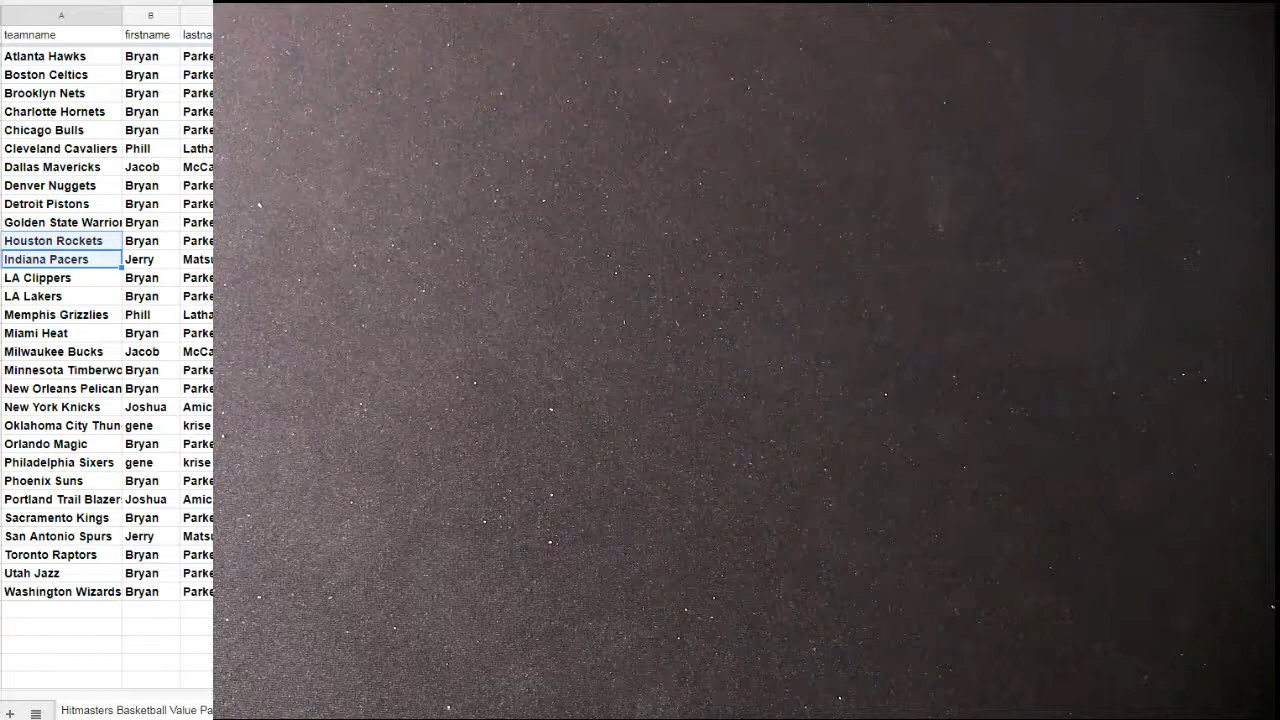 A B
teamname firstname lastna
Atlanta Hawks Bryan Parke
Boston Celtics Bryan Parke
Brooklyn Nets Bryan Parke
Charlotte Hornets Bryan Parke
Chicago Bulls Bryan Parke
Cleveland Cavaliers Phill Latha
Dallas Mavericks Jacob McCa
Denver Nuggets Bryan Parke
Detroit Pistons Bryan Parke
Golden State Warrior Bryan Parke
Houston Rockets Bryan Parke
Indiana Pacers Jerry Matsu
LA Clippers Bryan Parke
LA Lakers Bryan Parke
Memphis Grizzlies Phill Latha
Miami Heat Bryan Parke
Milwaukee Bucks Jacob McCa
Minnesota Timberwo Bryan Parke
New Orleans Pelican Bryan Parke
New York Knicks Joshua Amic
Oklahoma City Thun gene krise
Orlando Magic Bryan Parke
Philadelphia Sixers gene krise
Phoenix Suns Bryan Parke
Portland Trail Blazers Joshua Amic
Sacramento Kings Bryan Parke
San Antonio Spurs Jerry Matsu
Toronto Raptors Bryan Parke
Utah Jazz Bryan Parke
Washington Wizards Bryan Parke
Hitmasters Basketball Value Pa